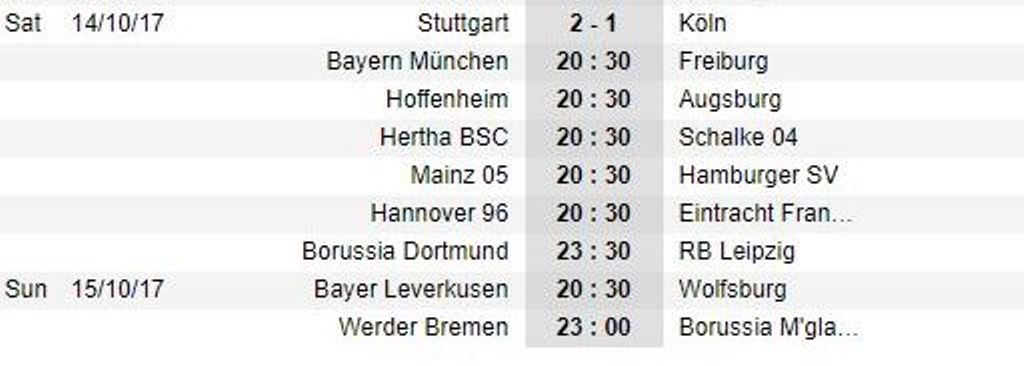 Sat 14/10/17 Stuttgart 2 - 1 Köln
Bayern München 20 : 30 Freiburg
Hoffenheim 20 : 30 Augsburg
Hertha BSC 20 : 30 Schalke 04
Mainz 05 20 : 30 Hamburger SV
Hannover 96 20 : 30 Eintracht Fran...
Borussia Dortmund 23 : 30 RB Leipzig
Sun 15/10/17 Bayer Leverkusen 20 : 30 Wolfsburg
Werder Bremen 23 : 00 Borussia M'gla...